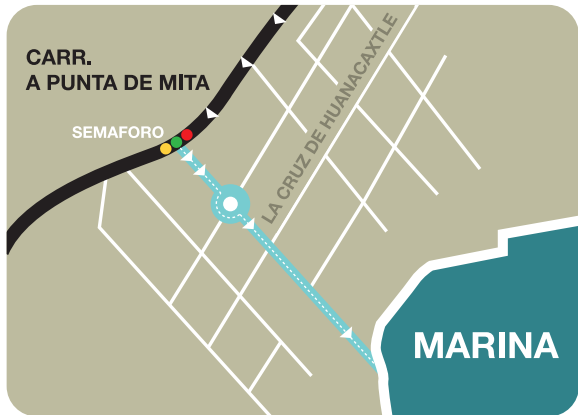 CARR.
A PUNTA DE MITA
SEMAFORO
LA CRUZ DE HUANACAXTLE
MARINA